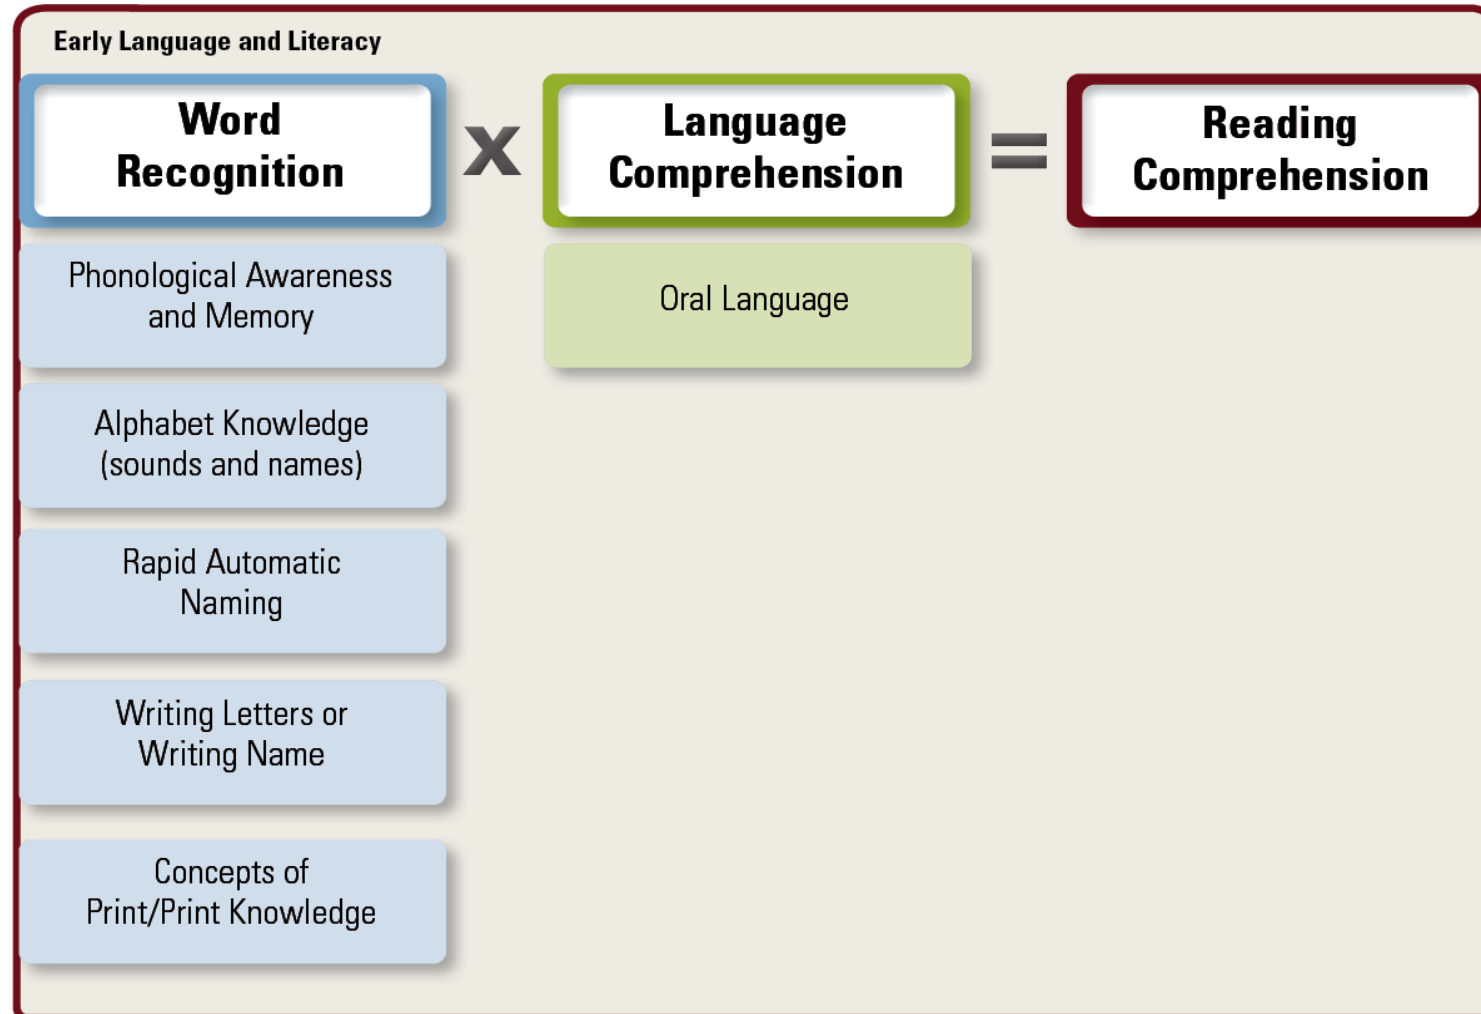 Early Language and Literacy
Word
Recognition
x
Language
Comprehension
=
Reading
Comprehension
Phonological Awareness
and Memory
Oral Language
Alphabet Knowledge
(sounds and names)
Rapid Automatic
Naming
Writing Letters or
Writing Name
Concepts of
Print/Print Knowledge